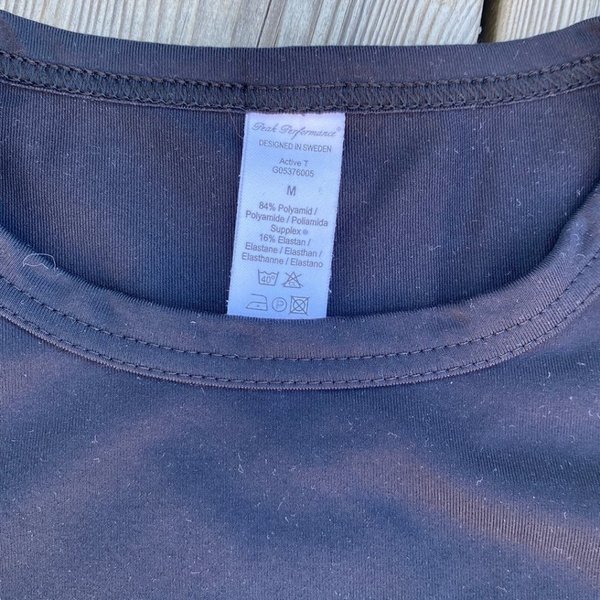 Peak Performance®
DESIGNED IN SWEDEN
Active T
G05376005
M
84% Polyamid /
Polyamide / Poliamida
Supplex®
16% Elastan /
Elastane / Elasthan /
Elasthanne / Elastano
40°